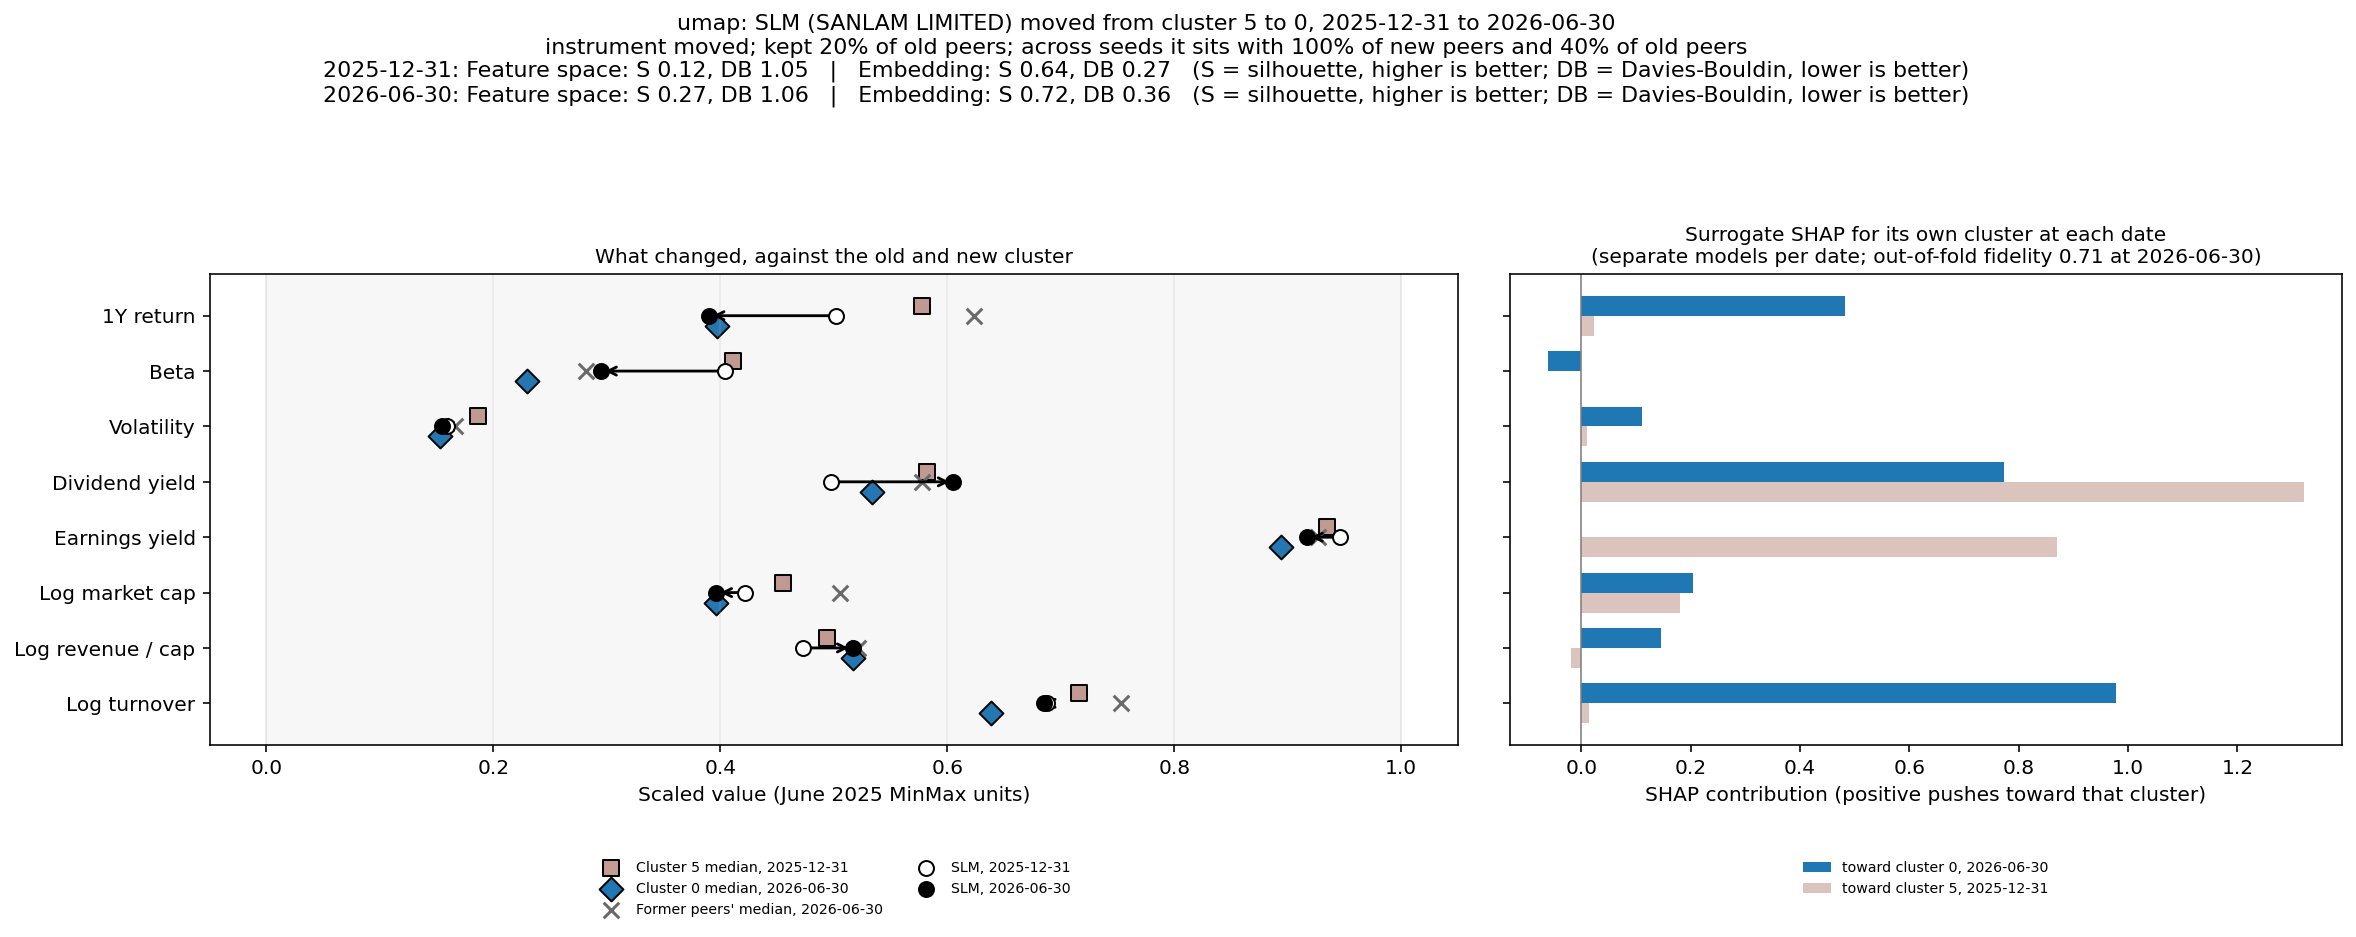 umap: SLM (SANLAM LIMITED) moved from cluster 5 to 0, 2025-12-31 to 2026-06-30
instrument moved; kept 20% of old peers; across seeds it sits with 100% of new peers and 40% of old peers
2025-12-31: Feature space: S 0.12, DB 1.05   |   Embedding: S 0.64, DB 0.27   (S = silhouette, higher is better; DB = Davies-Bouldin, lower is better)
2026-06-30: Feature space: S 0.27, DB 1.06   |   Embedding: S 0.72, DB 0.36   (S = silhouette, higher is better; DB = Davies-Bouldin, lower is better)
What changed, against the old and new cluster
1Y return
Beta
Volatility
Dividend yield
Earnings yield
Log market cap
Log revenue / cap
Log turnover
0.0 0.2 0.4 0.6 0.8 1.0
Scaled value (June 2025 MinMax units)
Cluster 5 median, 2025-12-31
Cluster 0 median, 2026-06-30
Former peers' median, 2026-06-30
SLM, 2025-12-31
SLM, 2026-06-30
Surrogate SHAP for its own cluster at each date
(separate models per date; out-of-fold fidelity 0.71 at 2026-06-30)
0.0 0.2 0.4 0.6 0.8 1.0 1.2
SHAP contribution (positive pushes toward that cluster)
toward cluster 0, 2026-06-30
toward cluster 5, 2025-12-31